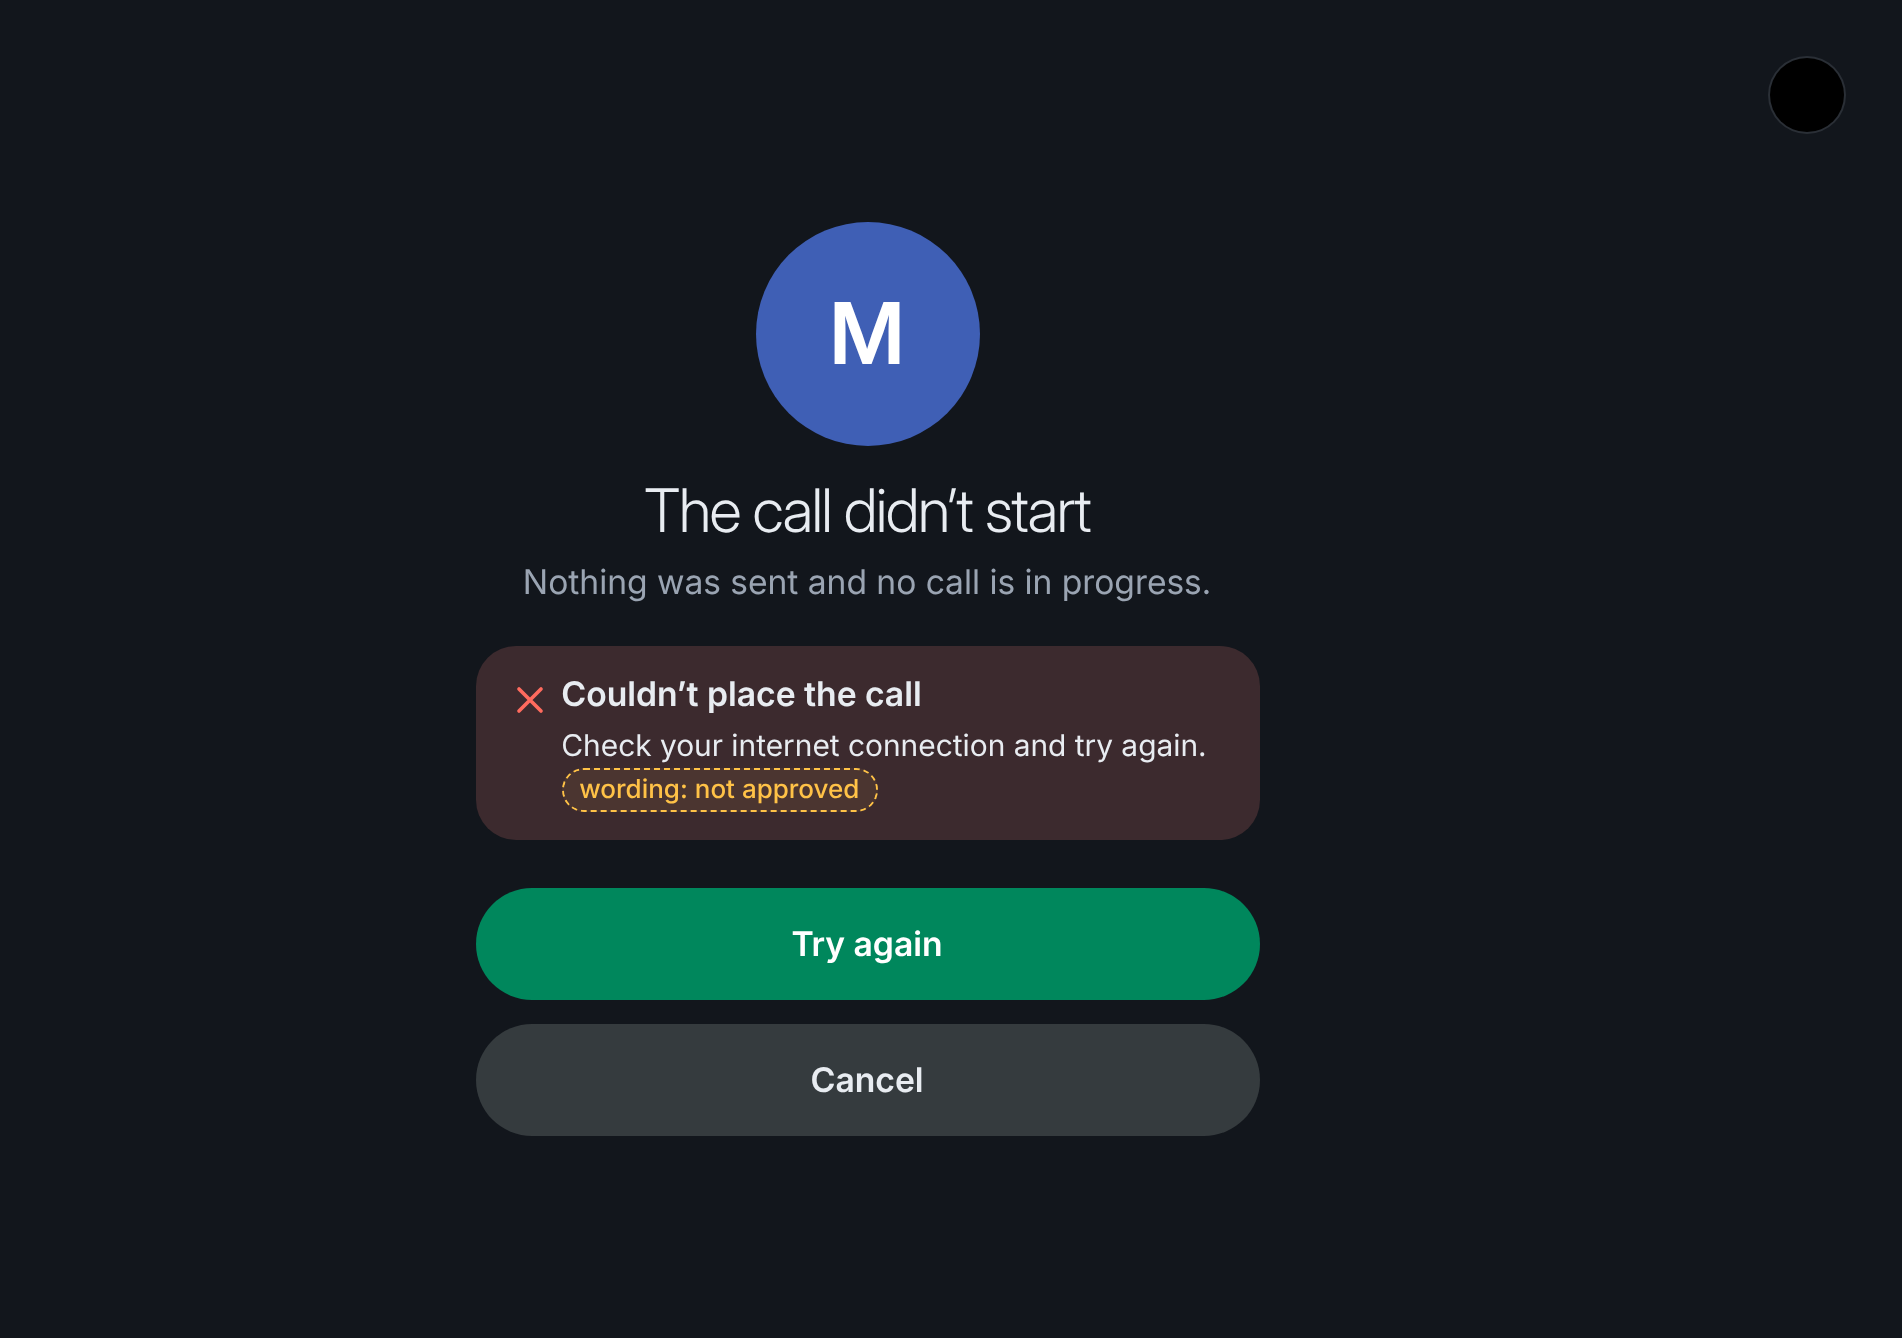 M
The call didn’t start
Nothing was sent and no call is in progress.
Couldn’t place the call
Check your internet connection and try again.
wording: not approved
Try again
Cancel